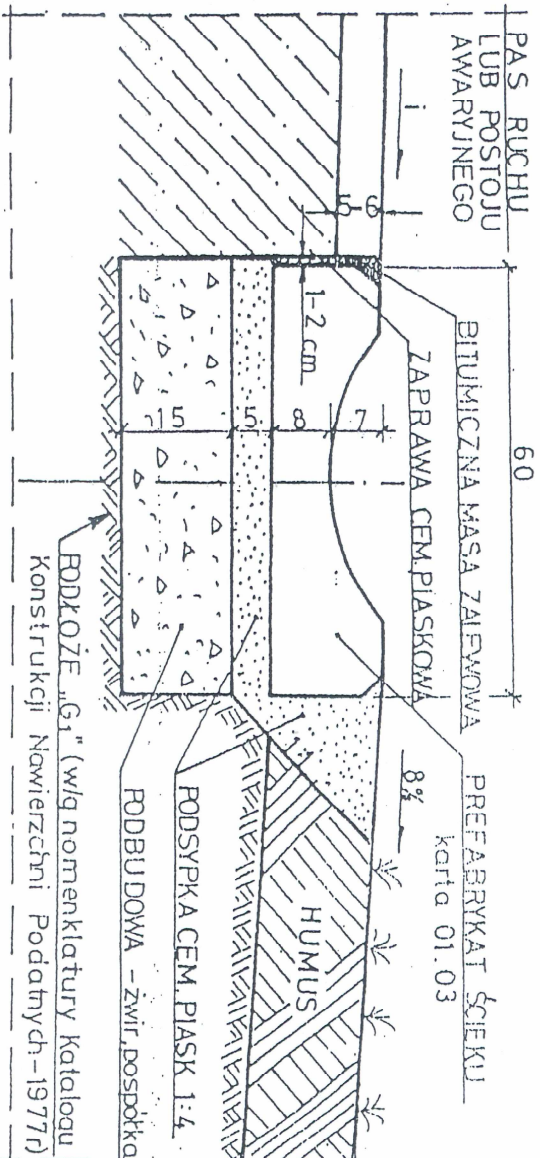 PAS RUCHU
LUB POSTOJU
AWARYJNEGO
i
5-6
60
BITUMICZNA MASA ZALEWOWA
ZAPRAWA CEM.PIASKOWA
1-2 cm
15
5
8
7
PREFABRYKAT ŚCIEKU
karta 01.03
8%
1:1
HUMUS
PODSYPKA CEM. PIASK 1:4
PODBUDOWA - żwir, pospółka
PODŁOŻE „G1" (w/g nomenklatury Katalogu
Konstrukcji Nawierzchni Podatnych-1977r)